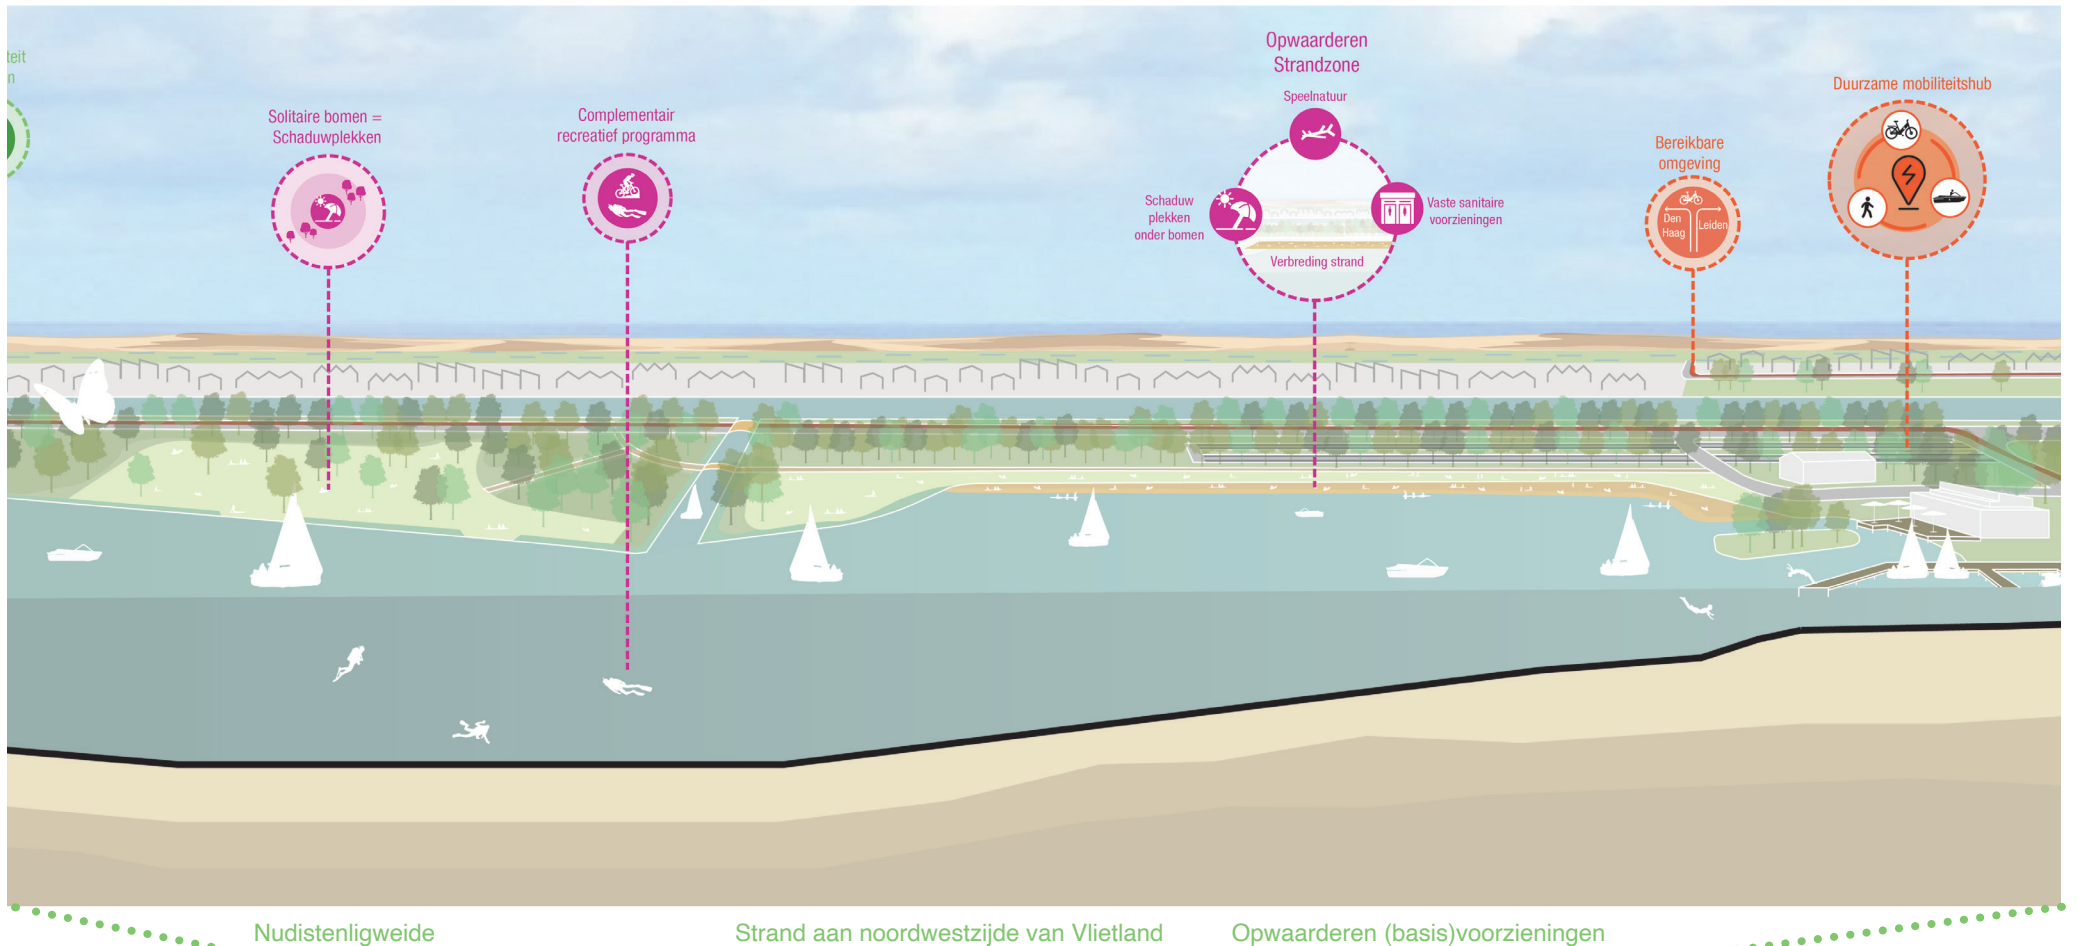 teit
n
Solitaire bomen =
Schaduwplekken
Complementair
recreatief programma
Opwaarderen
Strandzone
Speelnatuur
Schaduw
plekken
onder bomen
Vaste sanitaire
voorzieningen
Verbreding strand
Bereikbare
omgeving
Den
Haag
Leiden
Duurzame mobiliteitshub
Nudistenligweide
Strand aan noordwestzijde van Vlietland
Opwaarderen (basis)voorzieningen